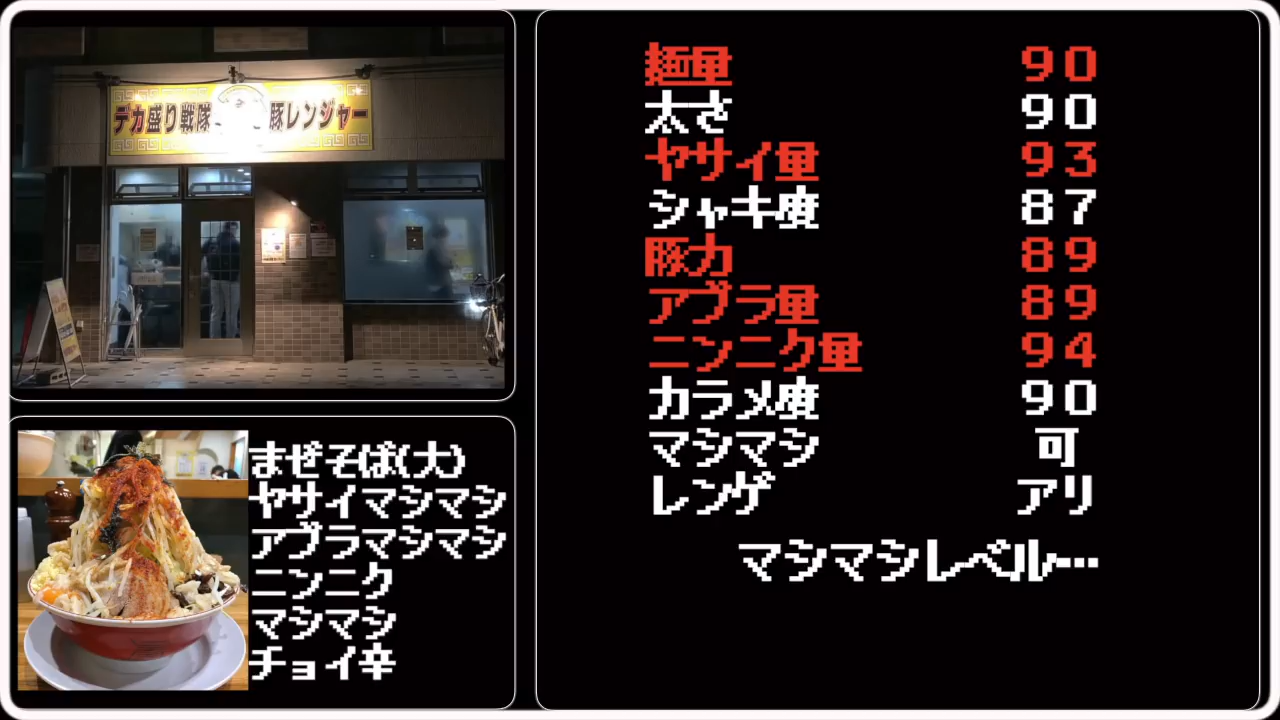 デカ盛り戦隊 豚レンジャー
まぜそば(大)
ヤサイマシマシ
アブラマシマシ
ニンニク
マシマシ
チョイ辛
麺量 90
太さ 90
ヤサイ量 93
シャキ度 87
豚力 89
アブラ量 89
ニンニク量 94
カラメ度 90
マシマシ 可
レンゲ アリ
マシマシレベル…